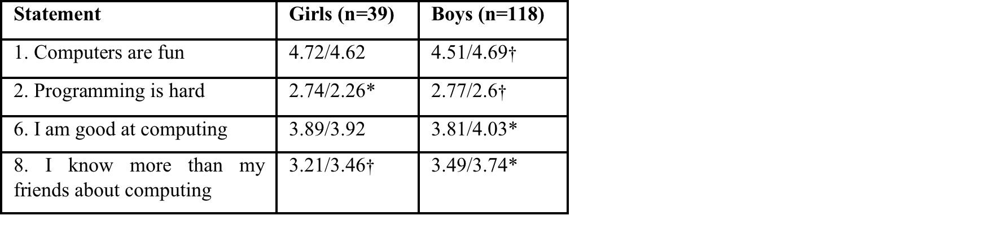 Statement Girls (n=39) Boys (n=118)
1. Computers are fun 4.72/4.62 4.51/4.69†
2. Programming is hard 2.74/2.26* 2.77/2.6†
6. I am good at computing 3.89/3.92 3.81/4.03*
8. I know more than my 3.21/3.46† 3.49/3.74*
friends about computing